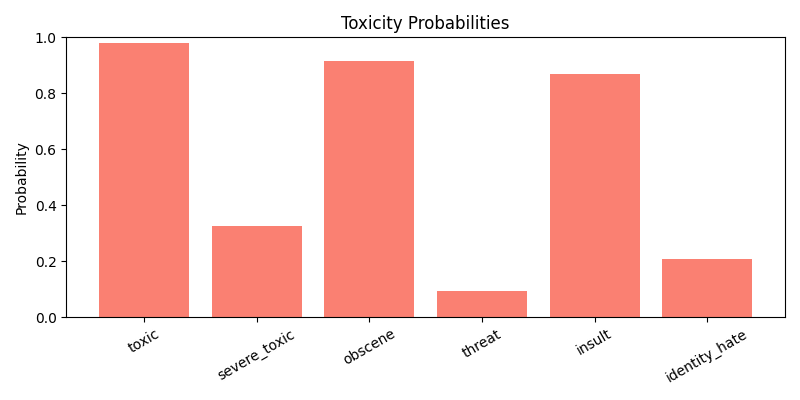 Toxicity Probabilities
Probability
1.0
0.8
0.6
0.4
0.2
0.0
toxic
severe_toxic
obscene
threat
insult
identity_hate